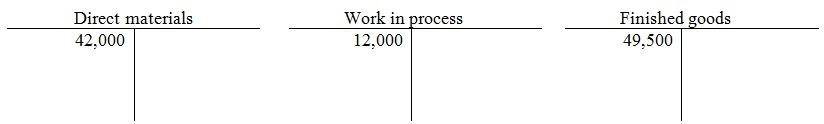 Direct materials Work in process Finished goods
42,000 12,000 49,500